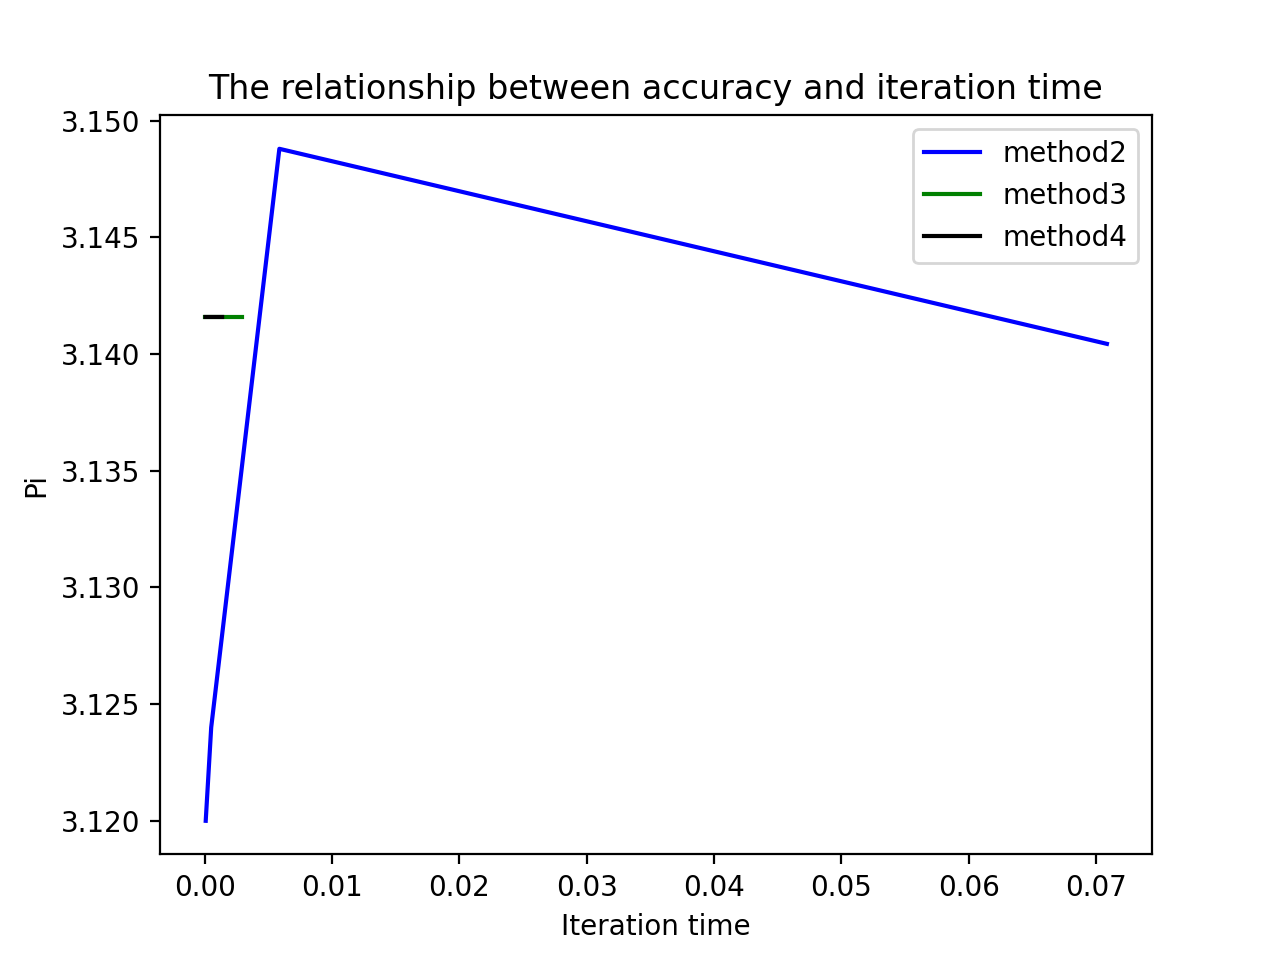 The relationship between accuracy and iteration time
3.150
3.145
3.140
3.135
3.130
3.125
3.120
Pi
method2
method3
method4
0.00 0.01 0.02 0.03 0.04 0.05 0.06 0.07
Iteration time